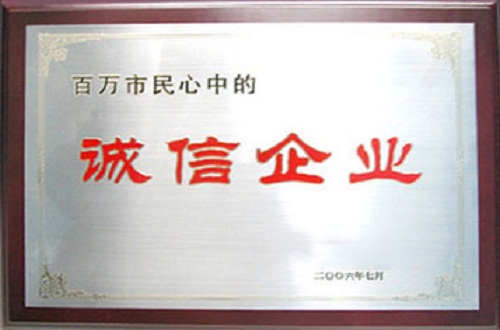 百万市民心中的
诚信企业
二〇〇六年七月